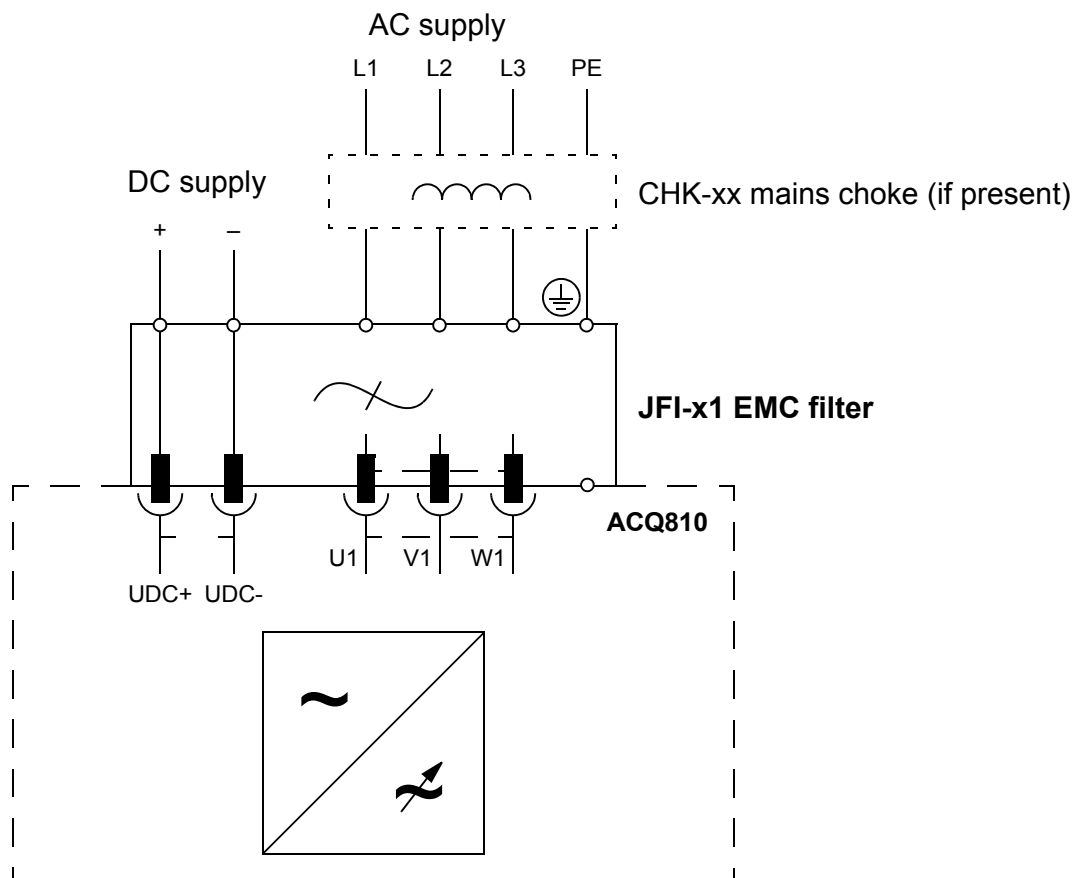 AC supply
L1 L2 L3 PE
DC supply
CHK-xx mains choke (if present)
+ –
JFI-x1 EMC filter
ACQ810
U1 V1 W1
UDC+ UDC-